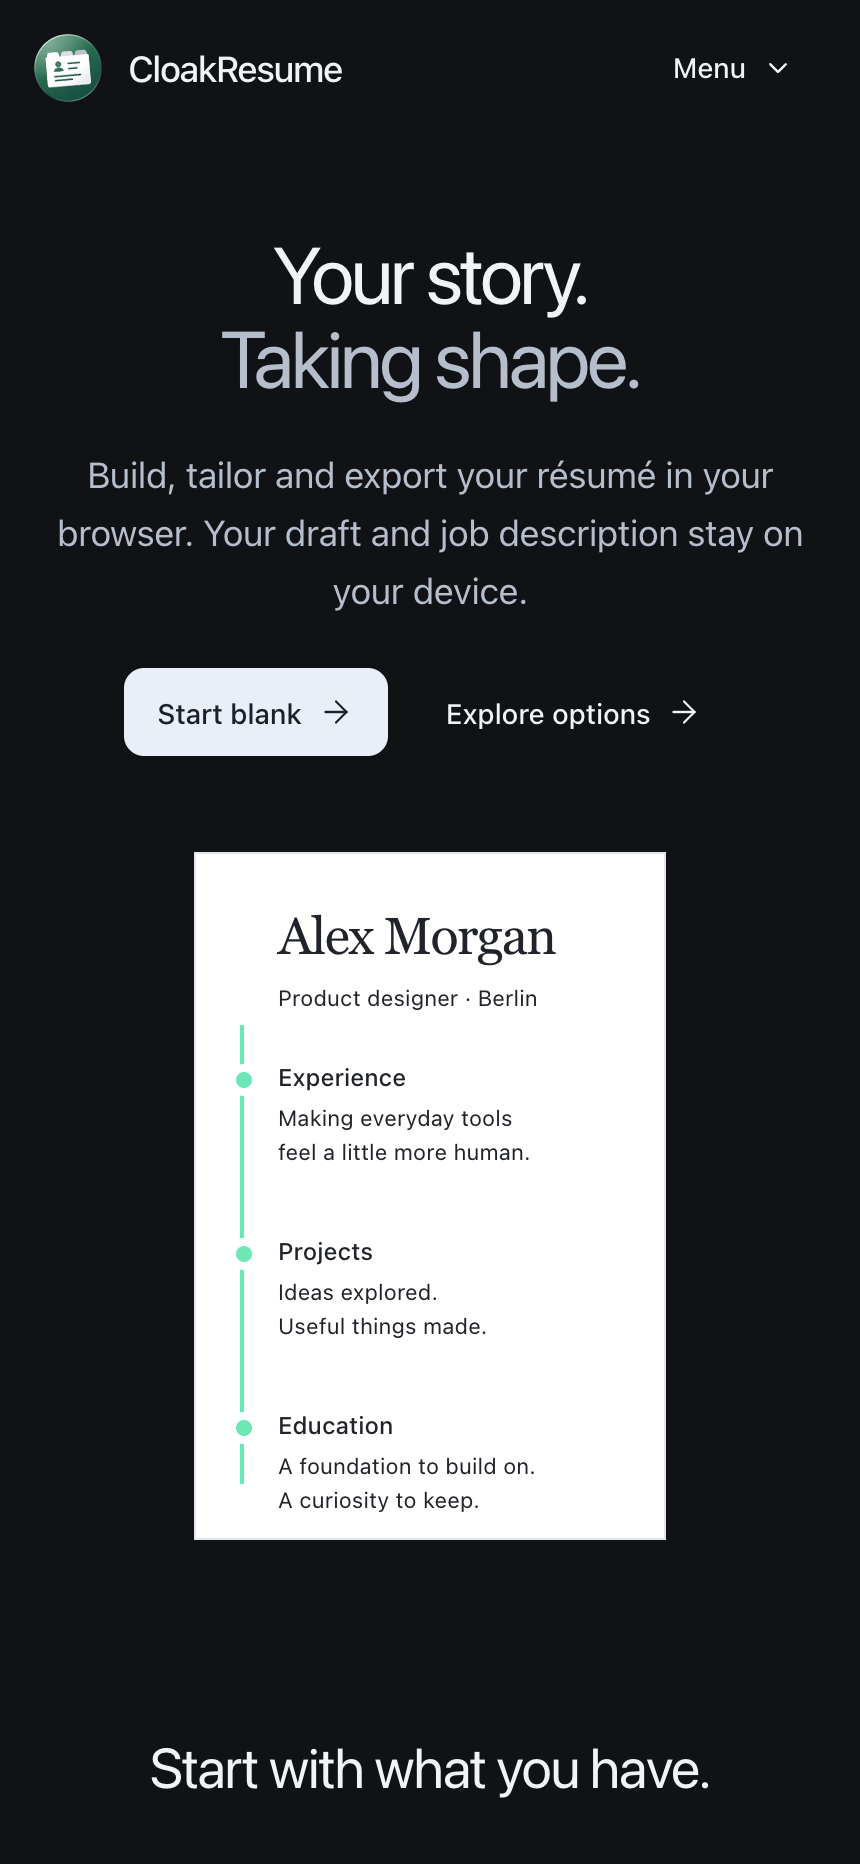 CloakResume
Menu
Your story.
Taking shape.
Build, tailor and export your résumé in your
browser. Your draft and job description stay on
your device.
Start blank
Explore options
Alex Morgan
Product designer · Berlin
Experience
Making everyday tools
feel a little more human.
Projects
Ideas explored.
Useful things made.
Education
A foundation to build on.
A curiosity to keep.
Start with what you have.